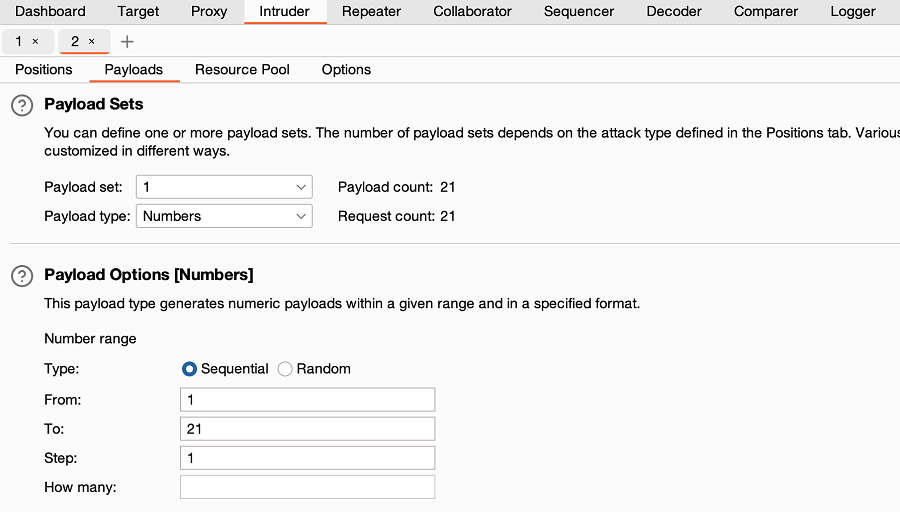 Dashboard Target Proxy Intruder Repeater Collaborator Sequencer Decoder Comparer Logger
1 × 2 × +
Positions Payloads Resource Pool Options
? Payload Sets
You can define one or more payload sets. The number of payload sets depends on the attack type defined in the Positions tab. Various
customized in different ways.
Payload set: 1 Payload count: 21
Payload type: Numbers Request count: 21
? Payload Options [Numbers]
This payload type generates numeric payloads within a given range and in a specified format.
Number range
Type: Sequential Random
From: 1
To: 21
Step: 1
How many: